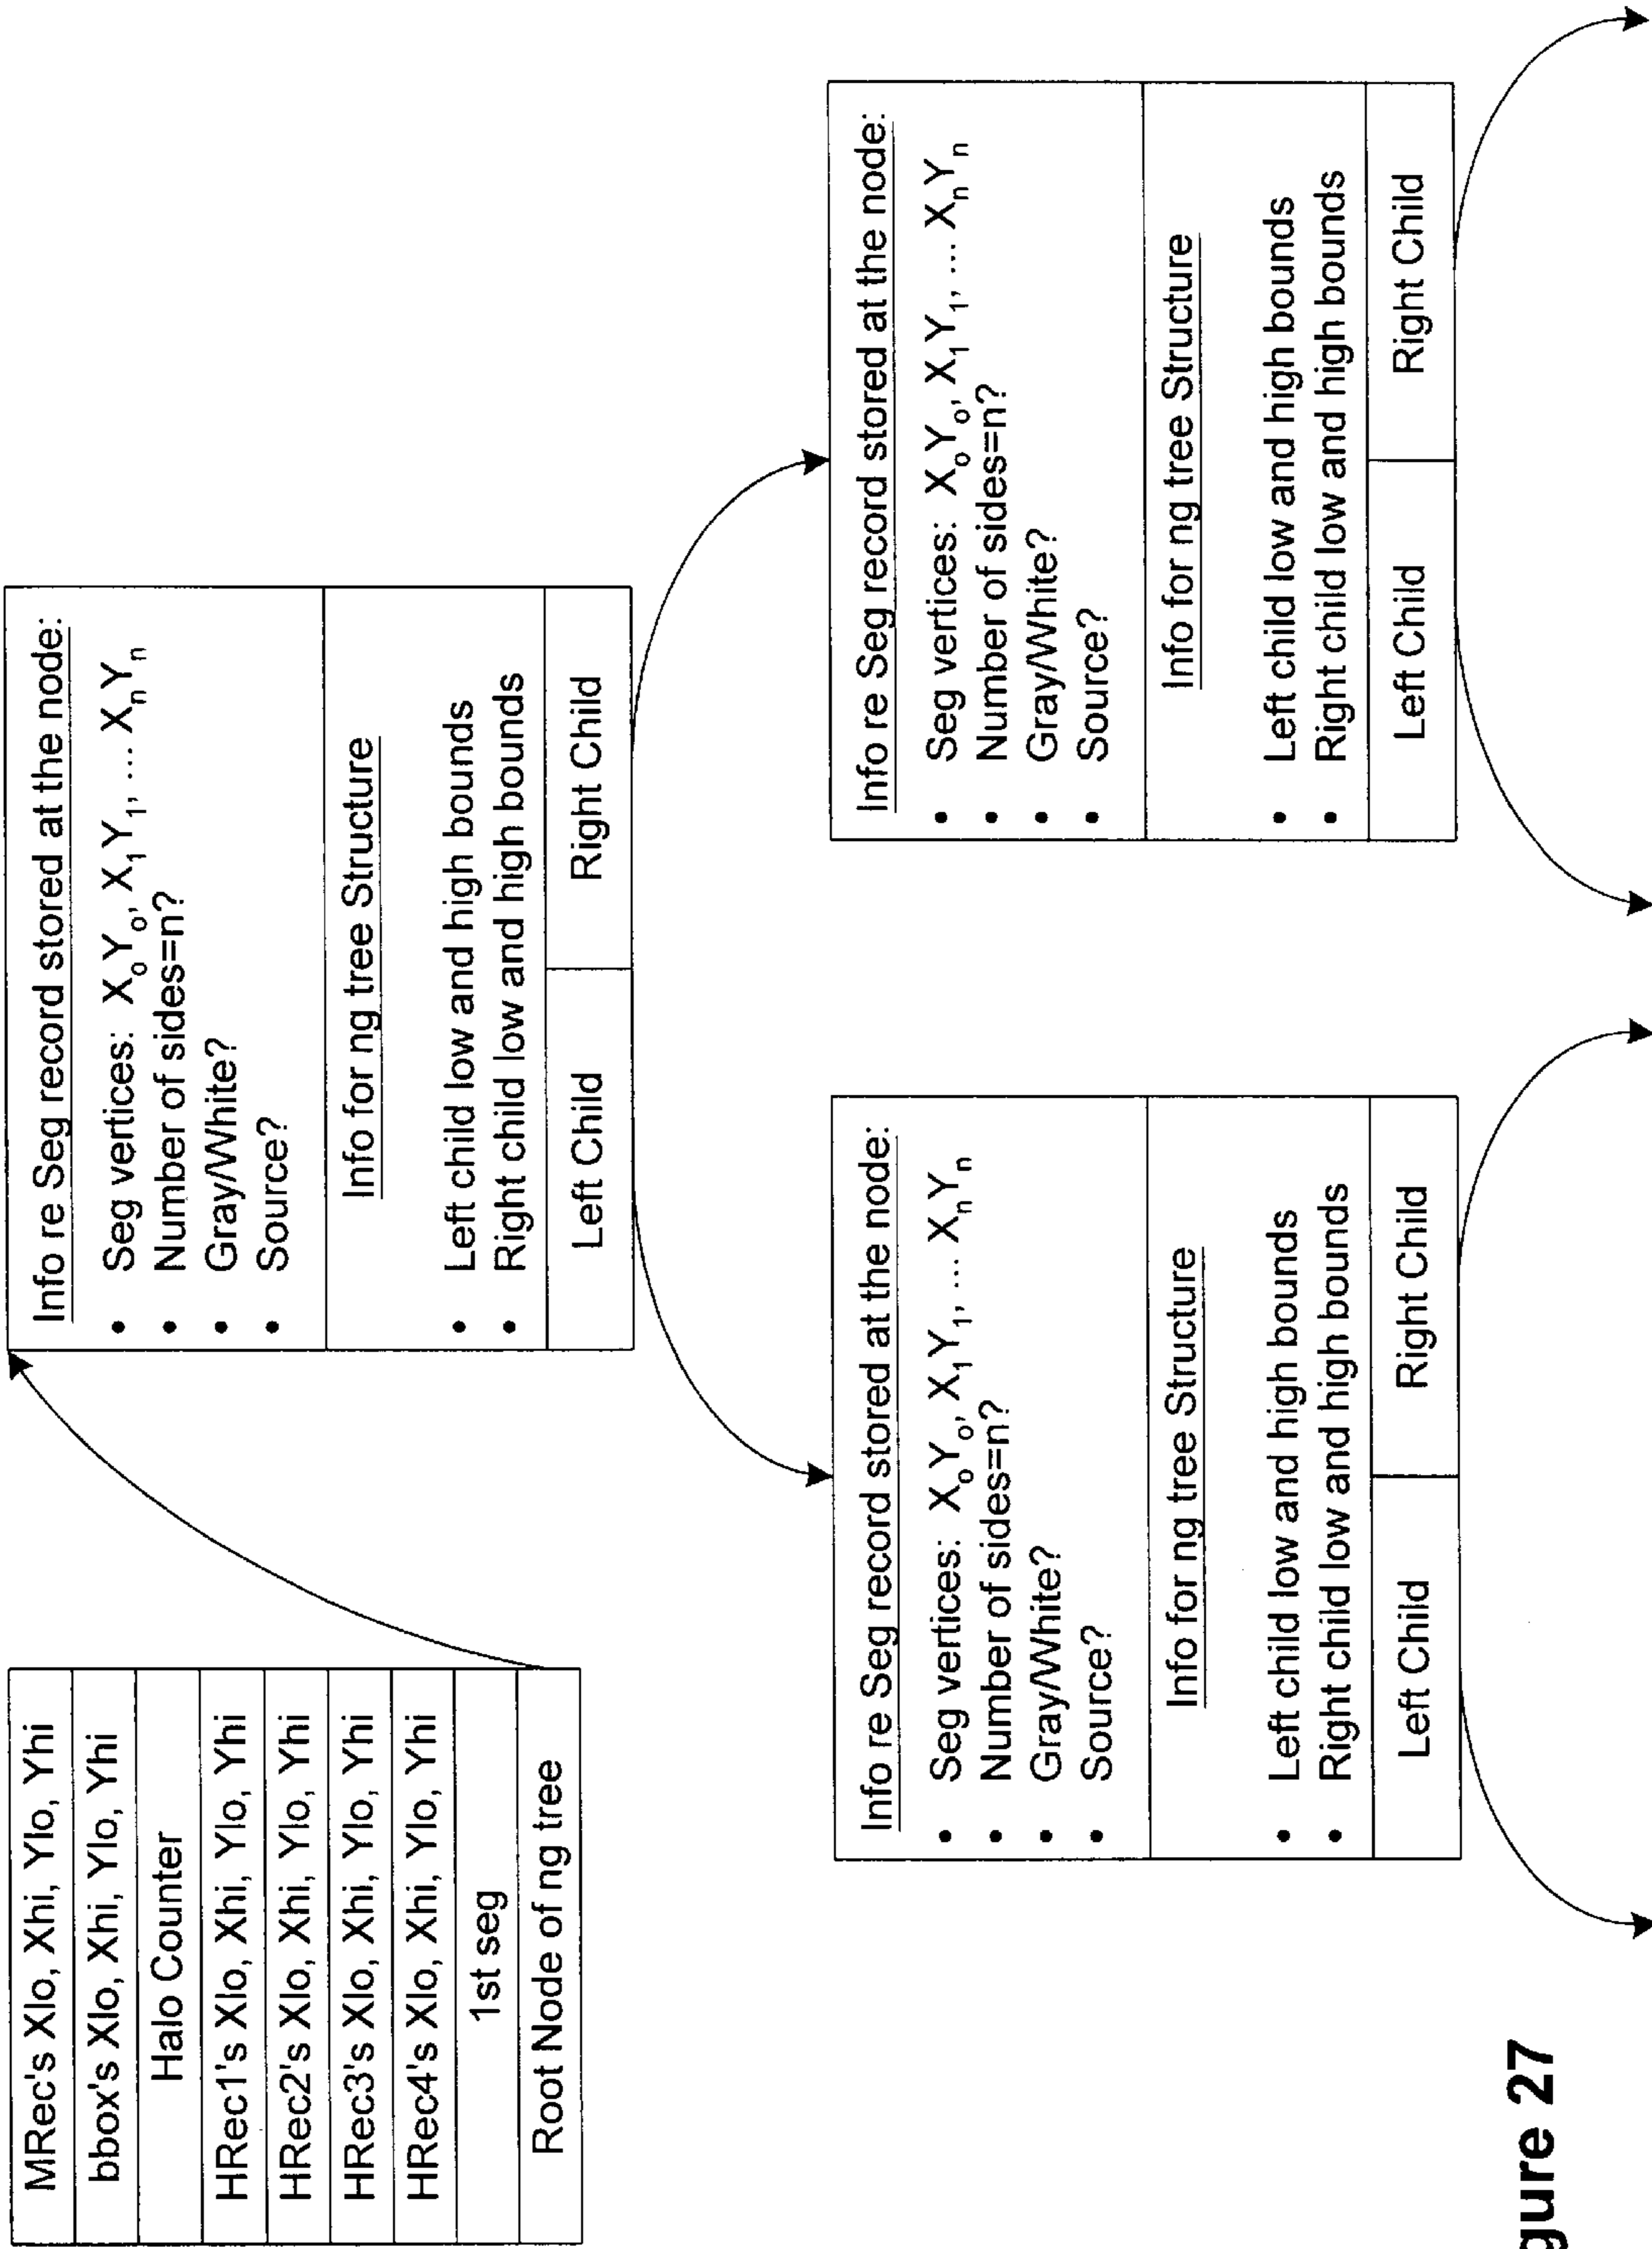 MRec's Xlo, Xhi, Ylo, Yhi
bbox's Xlo, Xhi, Ylo, Yhi
Halo Counter
HRec1's Xlo, Xhi, Ylo, Yhi
HRec2's Xlo, Xhi, Ylo, Yhi
HRec3's Xlo, Xhi, Ylo, Yhi
HRec4's Xlo, Xhi, Ylo, Yhi
1st seg
Root Node of ng tree
Info re Seg record stored at the node:
• Seg vertices: XoYo, X1Y1, ... XnYn
• Number of sides=n?
• Gray/White?
• Source?
Info for ng tree Structure
• Left child low and high bounds
• Right child low and high bounds
Left Child
Right Child
Info re Seg record stored at the node:
• Seg vertices: XoYo, X1Y1, ... XnYn
• Number of sides=n?
• Gray/White?
• Source?
Info for ng tree Structure
• Left child low and high bounds
• Right child low and high bounds
Left Child
Right Child
Info re Seg record stored at the node:
• Seg vertices: XoYo, X1Y1, ... XnYn
• Number of sides=n?
• Gray/White?
• Source?
Info for ng tree Structure
• Left child low and high bounds
• Right child low and high bounds
Left Child
Right Child
gure 27